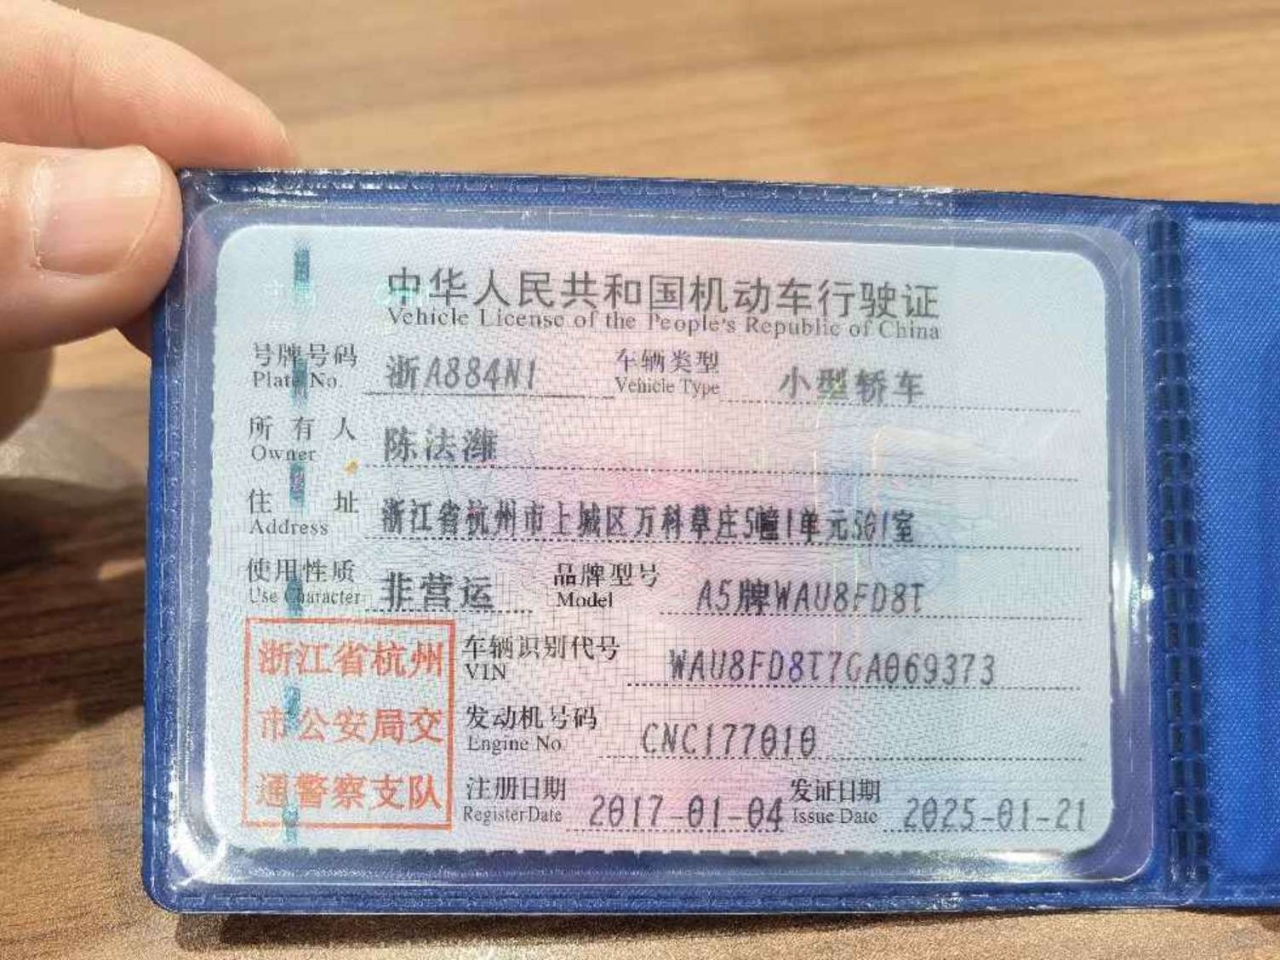 中华人民共和国机动车行驶证
Vehicle License of the People's Republic of China
号牌号码 浙A884N1 车辆类型 小型轿车
Plate No. Vehicle Type
所有人 陈法潍
Owner
住址 浙江省杭州市上城区万科草庄5幢1单元501室
Address
使用性质 非营运 品牌型号 A5牌WAU8FD8T
Use Character Model
浙江省杭州
市公安局交
通警察支队
车辆识别代号 WAU8FD8T7GA069373
VIN
发动机号码 CNC177010
Engine No.
注册日期 2017-01-04 发证日期 2025-01-21
Register Date Issue Date